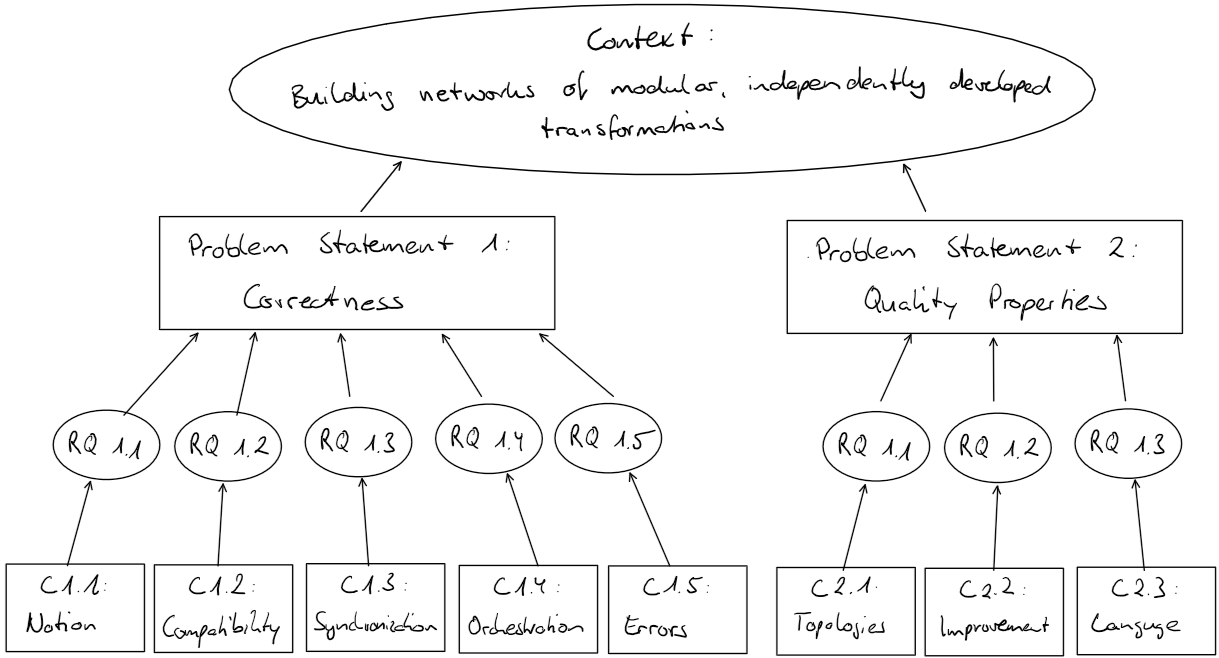 Context:
Building networks of modular, independently developed
transformations
Problem Statement 1:
Correctness
Problem Statement 2:
Quality Properties
RQ 1.1
RQ 1.2
RQ 1.3
RQ 1.4
RQ 1.5
RQ 1.1
RQ 1.2
RQ 1.3
C1.1:
Notion
C1.2:
Compatibility
C1.3:
Synchronization
C1.4:
Orchestration
C1.5:
Errors
C2.1:
Topologies
C2.2:
Improvement
C2.3:
Languge